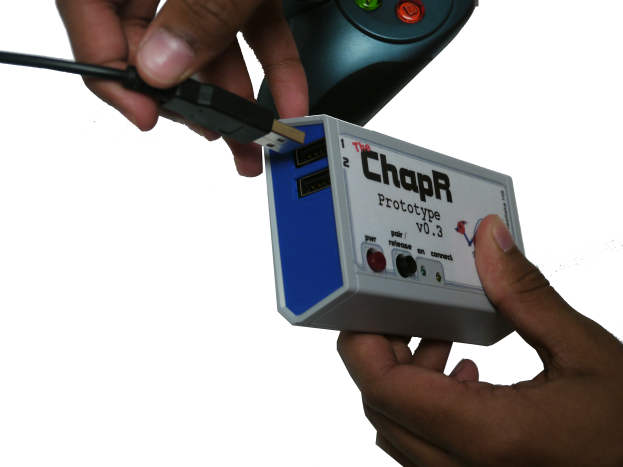 1
2
The
ChapR
Prototype
v0.3
pwr
pair/
release
on
connect